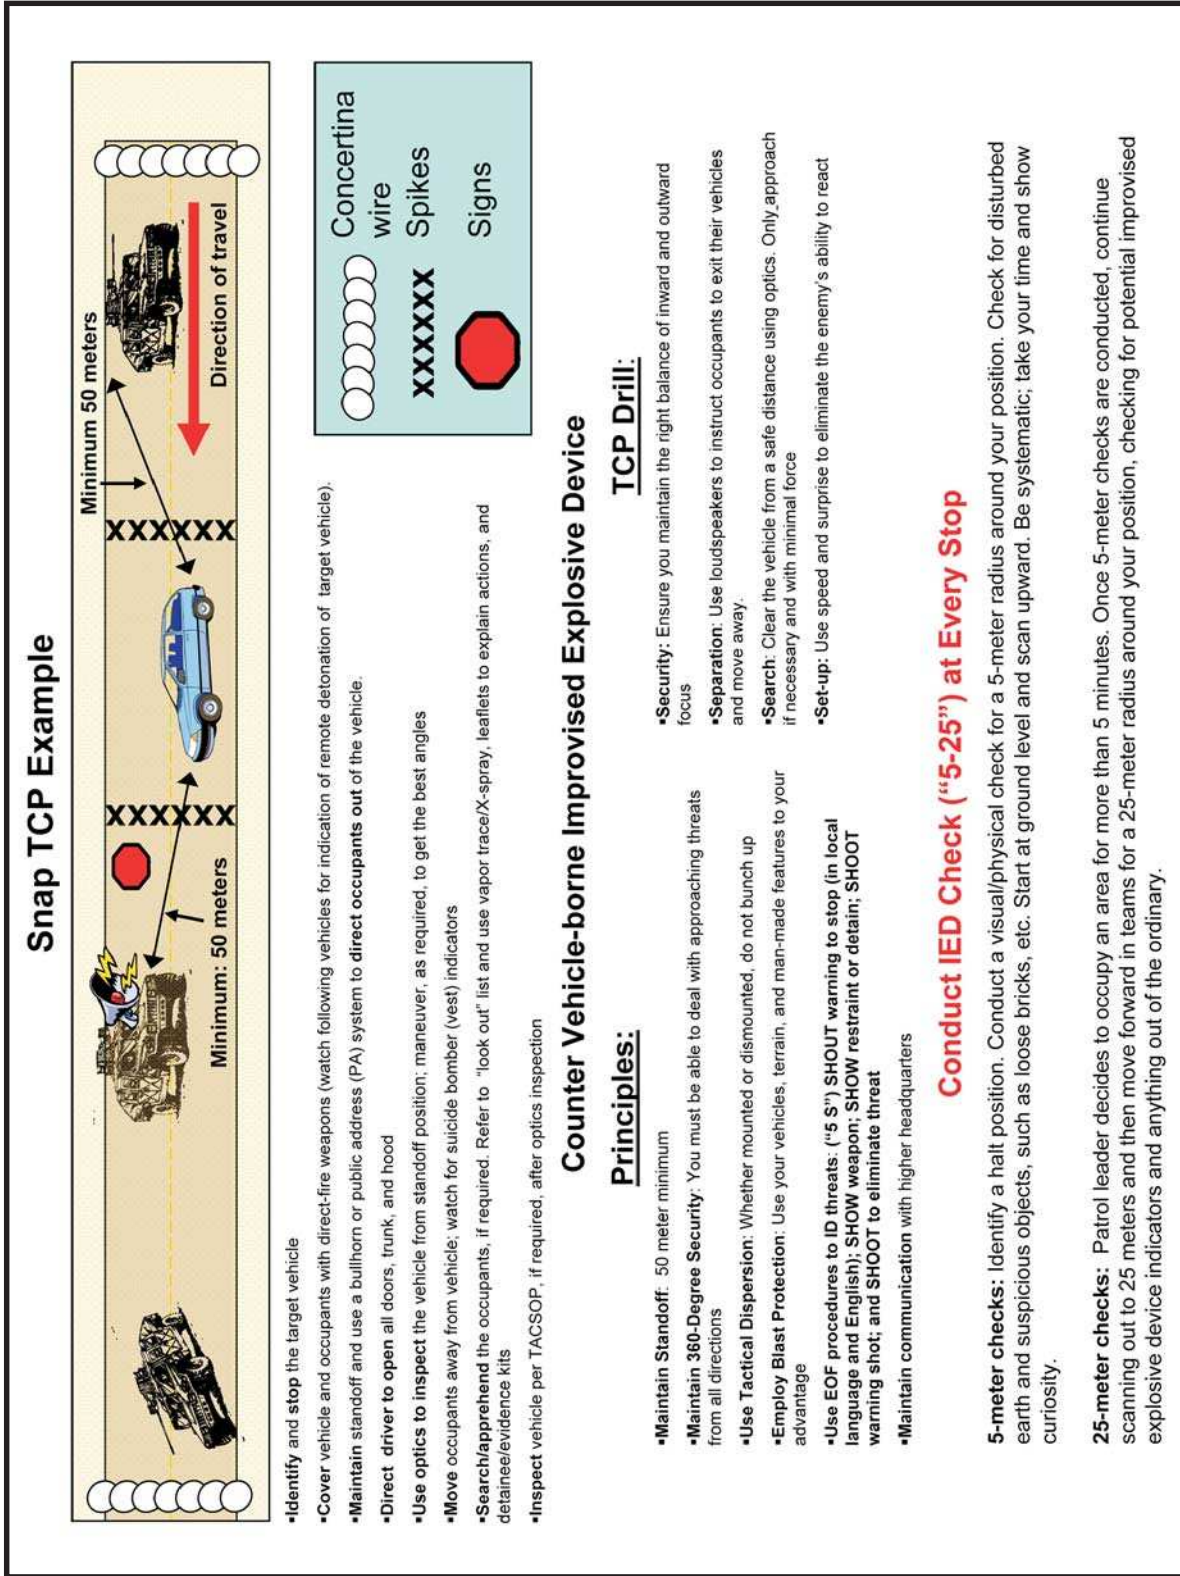 Snap TCP Example
Minimum 50 meters
Direction of travel
XXXXXX
XXXXXX
Minimum: 50 meters
Concertina
wire
XXXXXX Spikes
Signs
▪Identify and stop the target vehicle
▪Cover vehicle and occupants with direct-fire weapons (watch following vehicles for indication of remote detonation of target vehicle).
▪Maintain standoff and use a bullhorn or public address (PA) system to direct occupants out of the vehicle.
▪Direct driver to open all doors, trunk, and hood
▪Use optics to inspect the vehicle from standoff position; maneuver, as required, to get the best angles
▪Move occupants away from vehicle; watch for suicide bomber (vest) indicators
▪Search/apprehend the occupants, if required. Refer to "look out" list and use vapor trace/X-spray, leaflets to explain actions, and
detainee/evidence kits
▪Inspect vehicle per TACSOP, if required, after optics inspection
Counter Vehicle-borne Improvised Explosive Device
Principles:
▪Maintain Standoff: 50 meter minimum
▪Maintain 360-Degree Security: You must be able to deal with approaching threats
from all directions
▪Use Tactical Dispersion: Whether mounted or dismounted, do not bunch up
▪Employ Blast Protection: Use your vehicles, terrain, and man-made features to your
advantage
▪Use EOF procedures to ID threats: ("5 S") SHOUT warning to stop (in local
language and English); SHOW weapon; SHOW restraint or detain; SHOOT
warning shot; and SHOOT to eliminate threat
▪Maintain communication with higher headquarters
TCP Drill:
▪Security: Ensure you maintain the right balance of inward and outward
focus
▪Separation: Use loudspeakers to instruct occupants to exit their vehicles
and move away.
▪Search: Clear the vehicle from a safe distance using optics. Only approach
if necessary and with minimal force
▪Set-up: Use speed and surprise to eliminate the enemy's ability to react
Conduct IED Check ("5-25") at Every Stop
5-meter checks: Identify a halt position. Conduct a visual/physical check for a 5-meter radius around your position. Check for disturbed
earth and suspicious objects, such as loose bricks, etc. Start at ground level and scan upward. Be systematic; take your time and show
curiosity.
25-meter checks: Patrol leader decides to occupy an area for more than 5 minutes. Once 5-meter checks are conducted, continue
scanning out to 25 meters and then move forward in teams for a 25-meter radius around your position, checking for potential improvised
explosive device indicators and anything out of the ordinary.